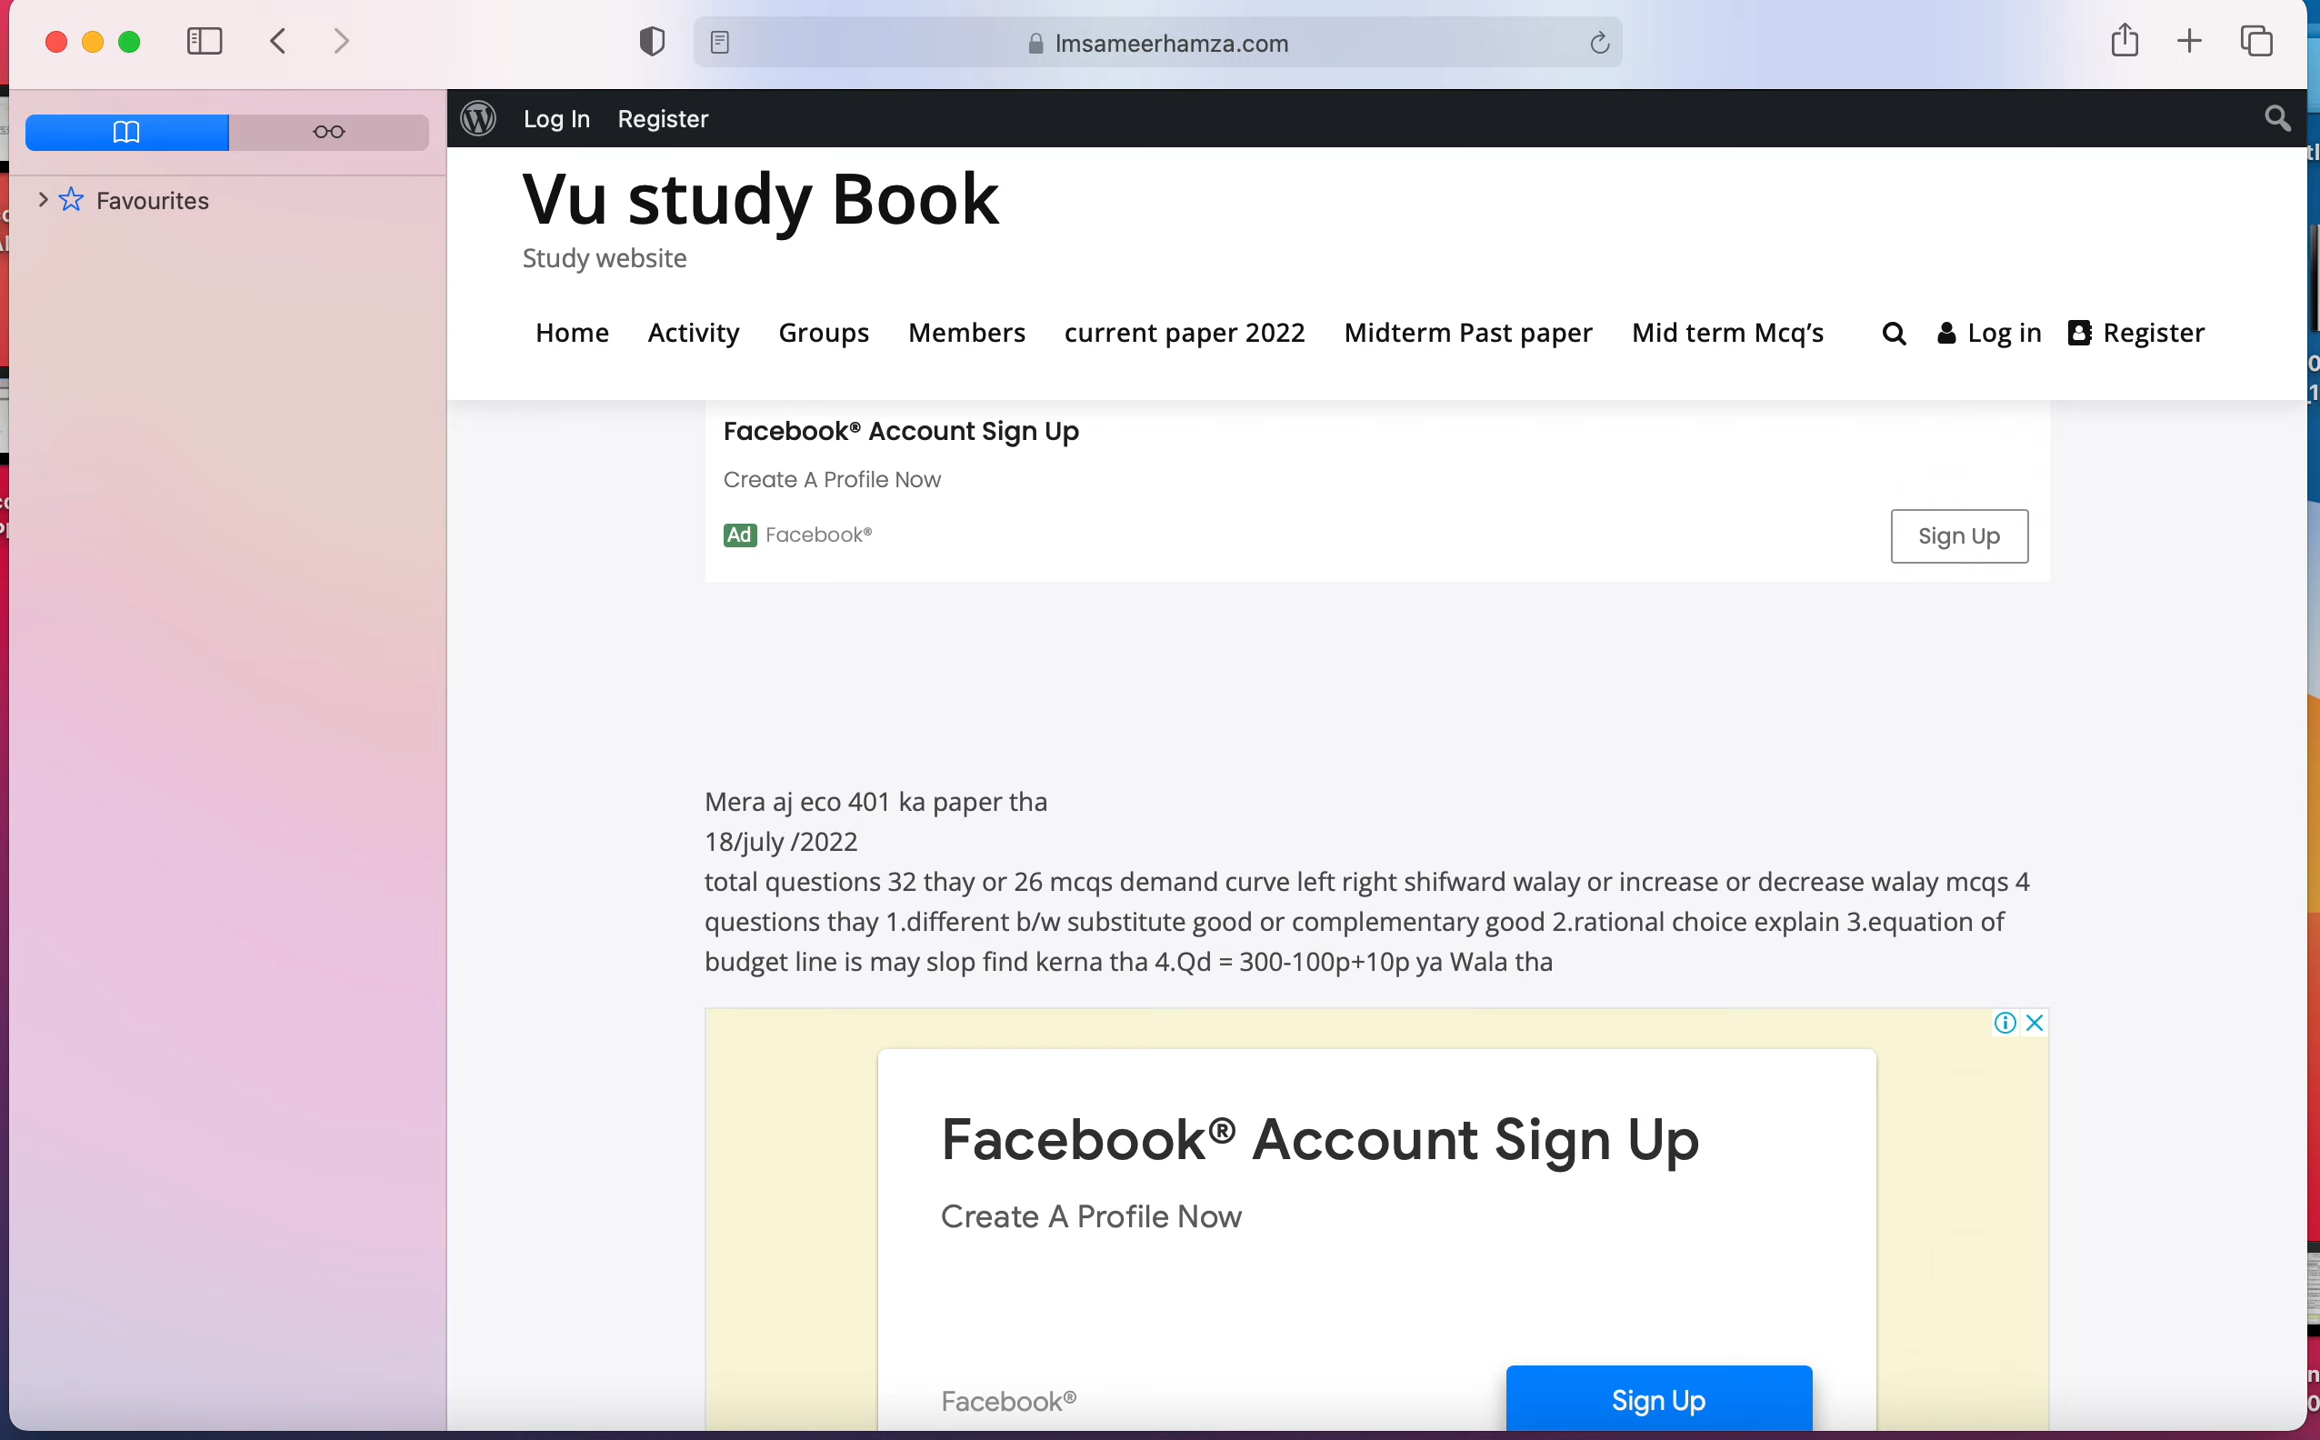 lmsameerhamza.com
Log In Register
Favourites
Vu study Book
Study website
Home Activity Groups Members current paper 2022 Midterm Past paper Mid term Mcq's Log in Register
Facebook® Account Sign Up
Create A Profile Now
Ad Facebook®
Sign Up
Mera aj eco 401 ka paper tha
18/july /2022
total questions 32 thay or 26 mcqs demand curve left right shifward walay or increase or decrease walay mcqs 4
questions thay 1.different b/w substitute good or complementary good 2.rational choice explain 3.equation of
budget line is may slop find kerna tha 4.Qd = 300-100p+10p ya Wala tha
Facebook® Account Sign Up
Create A Profile Now
Facebook®
Sign Up